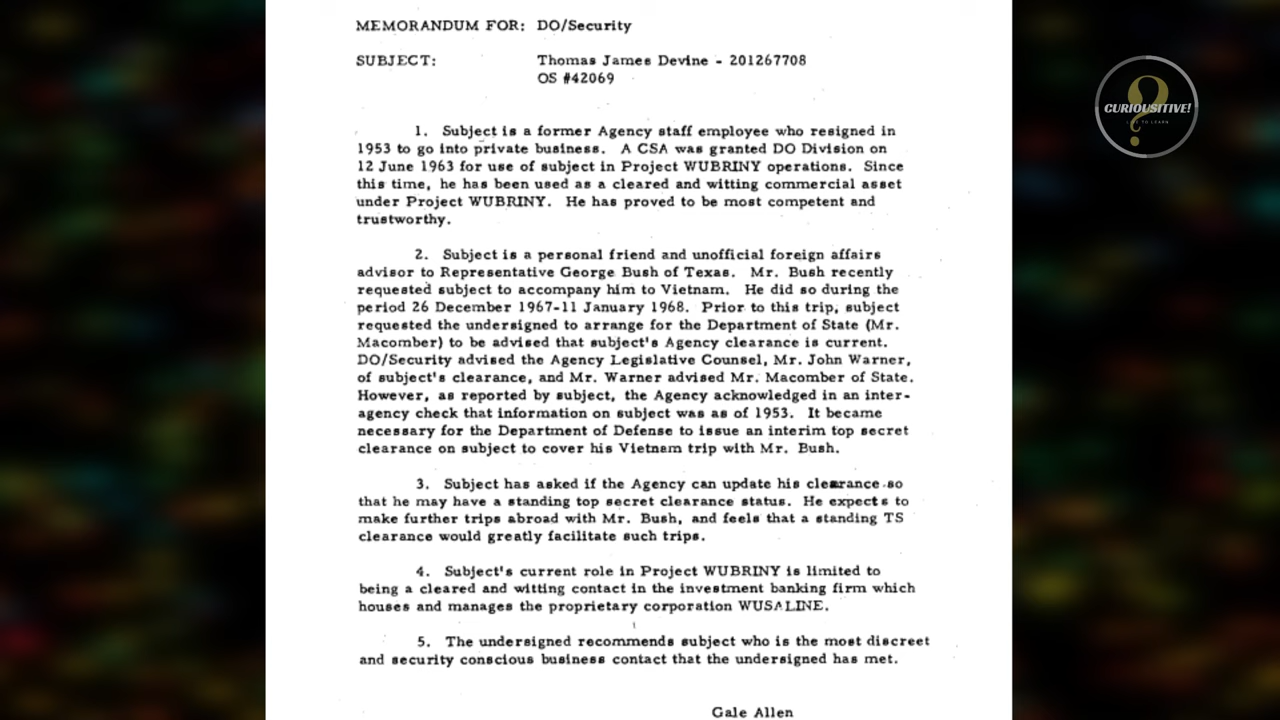 MEMORANDUM FOR: DO/Security
SUBJECT: Thomas James Devine - 201267708
OS #42069
CURIOUSITIVE!
1. Subject is a former Agency staff employee who resigned in
1953 to go into private business. A CSA was granted DO Division on
12 June 1963 for use of subject in Project WUBRINY operations. Since
this time, he has been used as a cleared and witting commercial asset
under Project WUBRINY. He has proved to be most competent and
trustworthy.
2. Subject is a personal friend and unofficial foreign affairs
advisor to Representative George Bush of Texas. Mr. Bush recently
requested subject to accompany him to Vietnam. He did so during the
period 26 December 1967-11 January 1968. Prior to this trip, subject
requested the undersigned to arrange for the Department of State (Mr.
Macomber) to be advised that subject's Agency clearance is current.
DO/Security advised the Agency Legislative Counsel, Mr. John Warner,
of subject's clearance, and Mr. Warner advised Mr. Macomber of State.
However, as reported by subject, the Agency acknowledged in an inter-
agency check that information on subject was as of 1953. It became
necessary for the Department of Defense to issue an interim top secret
clearance on subject to cover his Vietnam trip with Mr. Bush.
3. Subject has asked if the Agency can update his clearance so
that he may have a standing top secret clearance status. He expects to
make further trips abroad with Mr. Bush, and feels that a standing TS
clearance would greatly facilitate such trips.
4. Subject's current role in Project WUBRINY is limited to
being a cleared and witting contact in the investment banking firm which
houses and manages the proprietary corporation WUSALINE.
5. The undersigned recommends subject who is the most discreet
and security conscious business contact that the undersigned has met.
Gale Allen